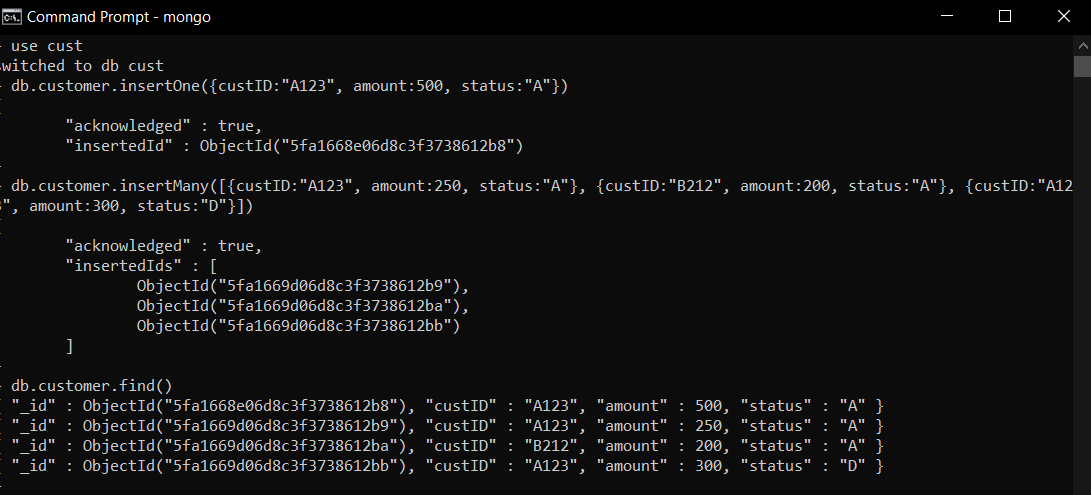 Command Prompt - mongo
use cust
switched to db cust
db.customer.insertOne({custID:"A123", amount:500, status:"A"})
"acknowledged" : true,
"insertedId" : ObjectId("5fa1668e06d8c3f3738612b8")
db.customer.insertMany([{custID:"A123", amount:250, status:"A"}, {custID:"B212", amount:200, status:"A"}, {custID:"A12
3", amount:300, status:"D"}])
"acknowledged" : true,
"insertedIds" : [
ObjectId("5fa1669d06d8c3f3738612b9"),
ObjectId("5fa1669d06d8c3f3738612ba"),
ObjectId("5fa1669d06d8c3f3738612bb")
]
db.customer.find()
{ "_id" : ObjectId("5fa1668e06d8c3f3738612b8"), "custID" : "A123", "amount" : 500, "status" : "A" }
{ "_id" : ObjectId("5fa1669d06d8c3f3738612b9"), "custID" : "A123", "amount" : 250, "status" : "A" }
{ "_id" : ObjectId("5fa1669d06d8c3f3738612ba"), "custID" : "B212", "amount" : 200, "status" : "A" }
{ "_id" : ObjectId("5fa1669d06d8c3f3738612bb"), "custID" : "A123", "amount" : 300, "status" : "D" }